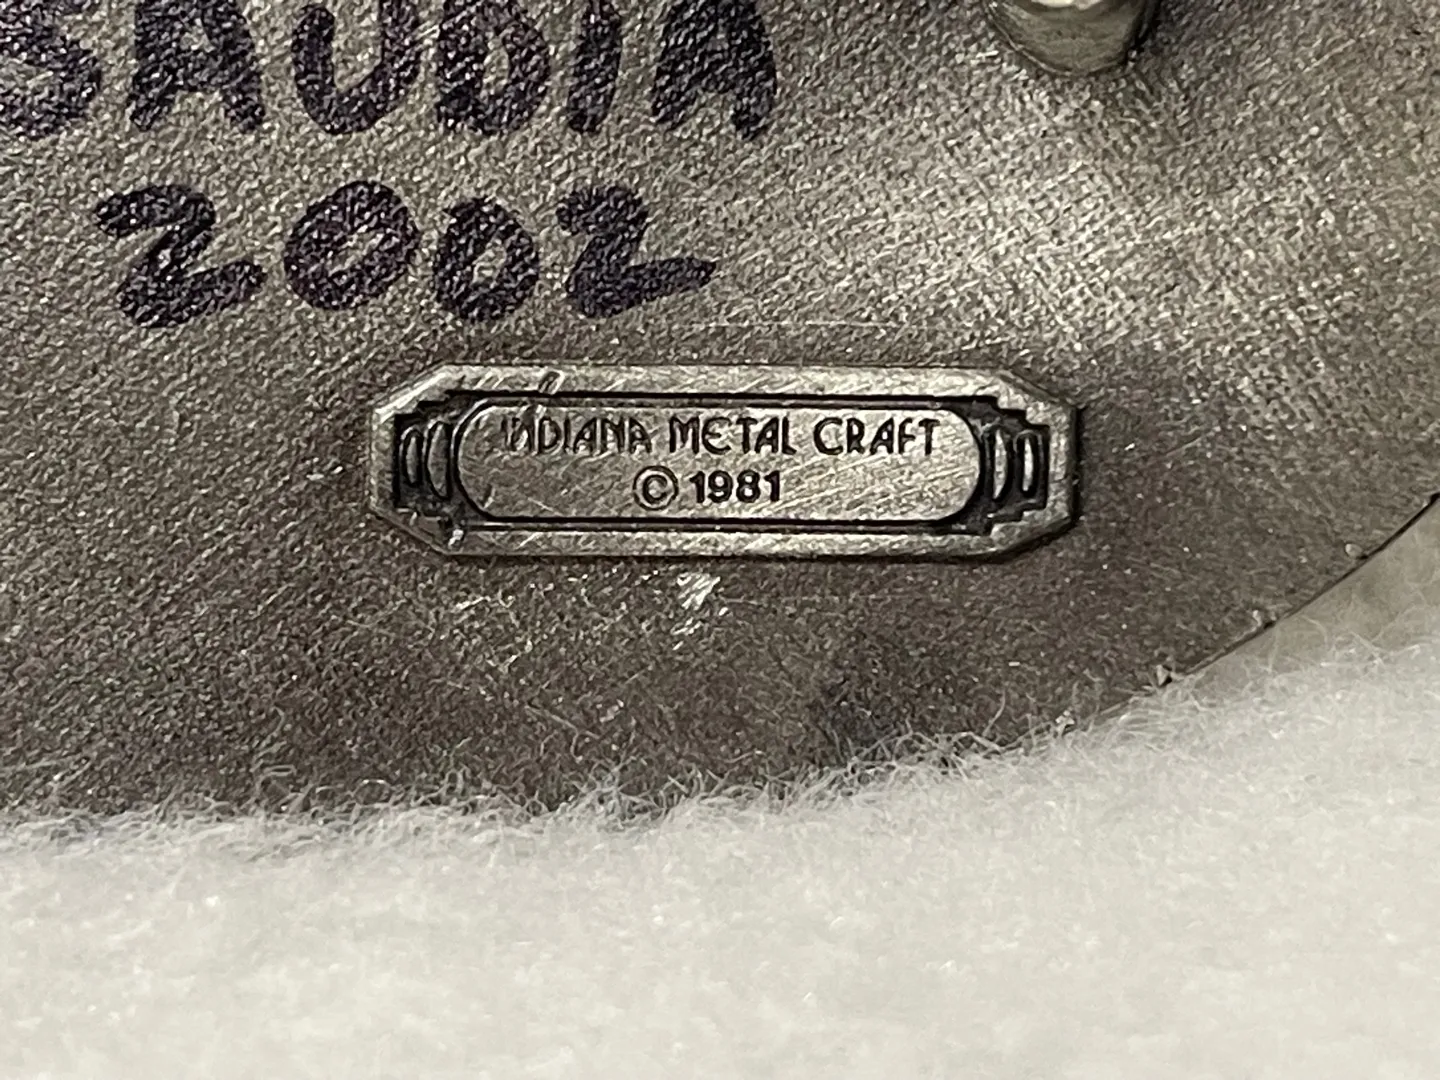 SAUDIA
2002
INDIANA METAL CRAFT
© 1981